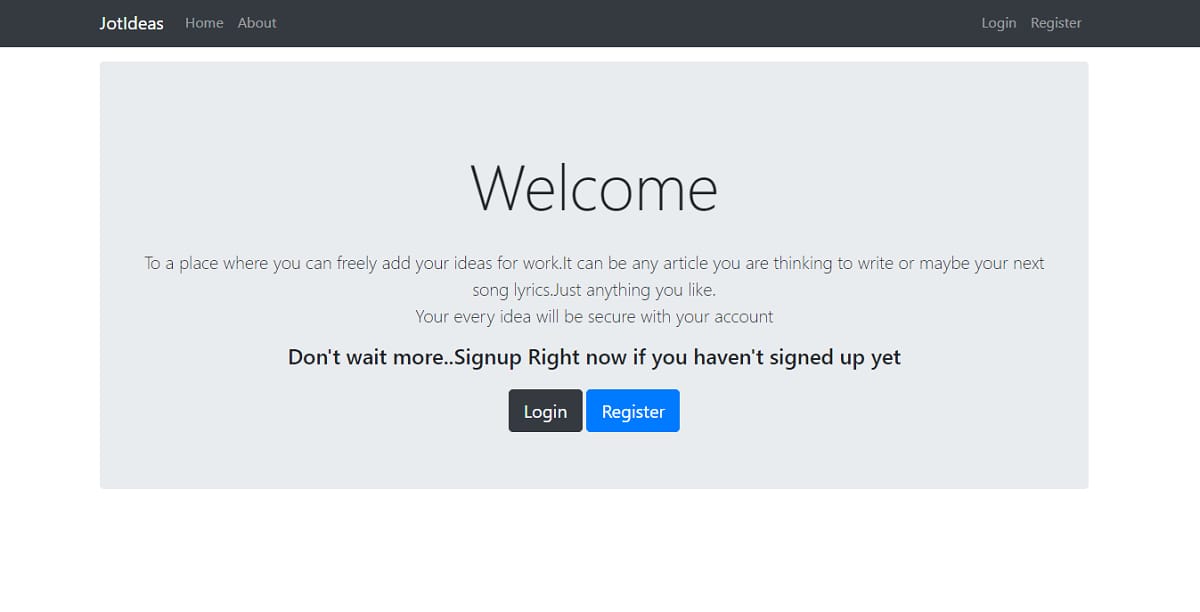 JotIdeas Home About Login Register
Welcome
To a place where you can freely add your ideas for work.It can be any article you are thinking to write or maybe your next
song lyrics.Just anything you like.
Your every idea will be secure with your account
Don't wait more..Signup Right now if you haven't signed up yet
Login Register